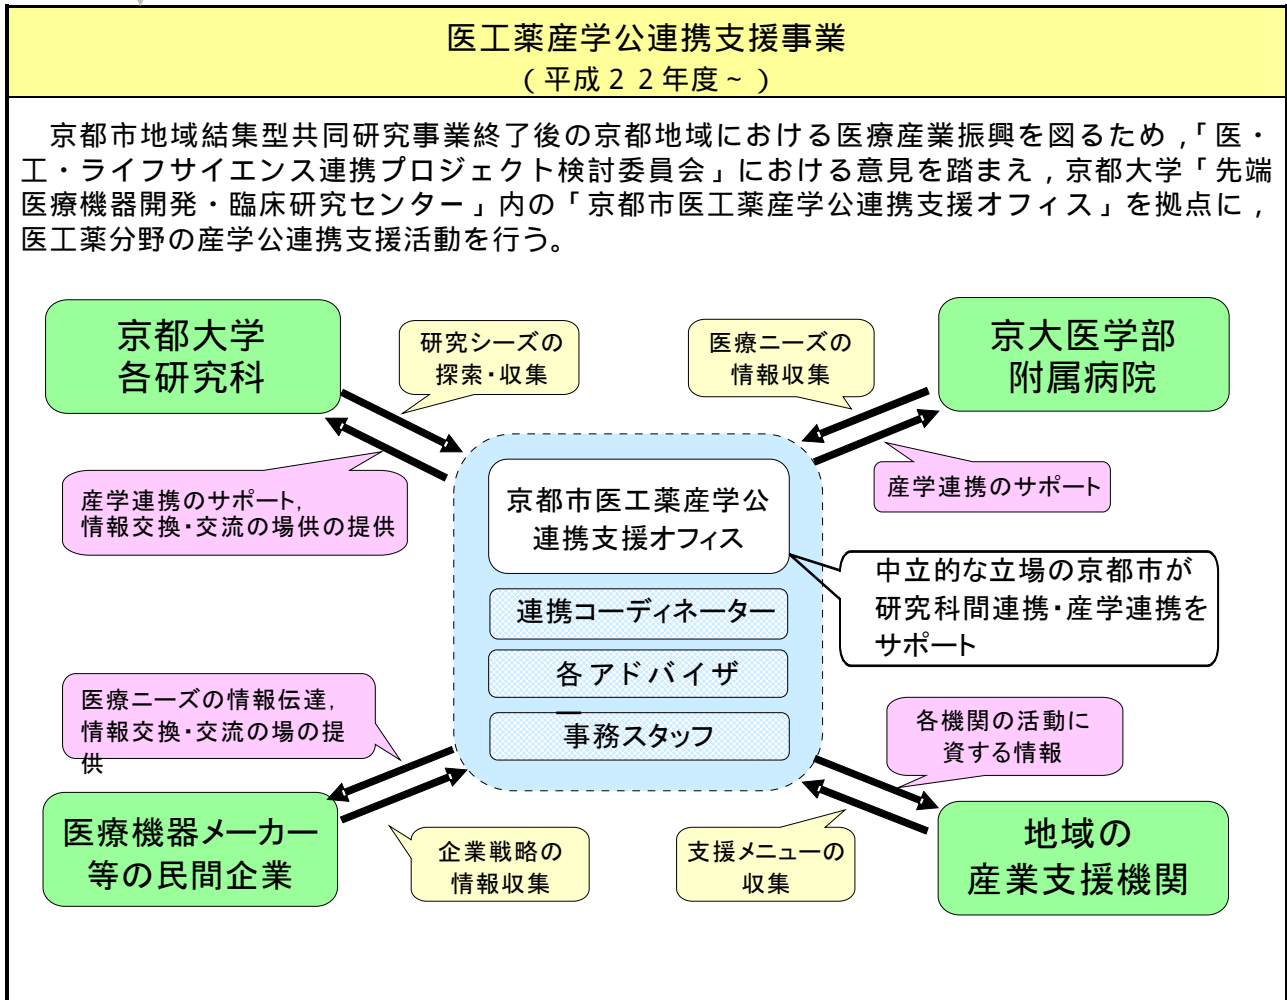 医工薬産学公連携支援事業
(平成２２年度~)
京都市地域結集型共同研究事業終了後の京都地域における医療産業振興を図るため,「医・
工・ライフサイエンス連携プロジェクト検討委員会」における意見を踏まえ,京都大学「先端
医療機器開発・臨床研究センター」内の「京都市医工薬産学公連携支援オフィス」を拠点に,
医工薬分野の産学公連携支援活動を行う。
京都大学
各研究科
研究シーズの
探索・収集
医療ニーズの
情報収集
京大医学部
附属病院
産学連携のサポート,
情報交換・交流の場供の提供
京都市医工薬産学公
連携支援オフィス
産学連携のサポート
中立的な立場の京都市が
研究科間連携・産学連携を
サポート
連携コーディネーター
各アドバイザ
ー
事務スタッフ
医療ニーズの情報伝達,
情報交換・交流の場の提
供
各機関の活動に
資する情報
医療機器メーカー
等の民間企業
企業戦略の
情報収集
支援メニューの
収集
地域の
産業支援機関